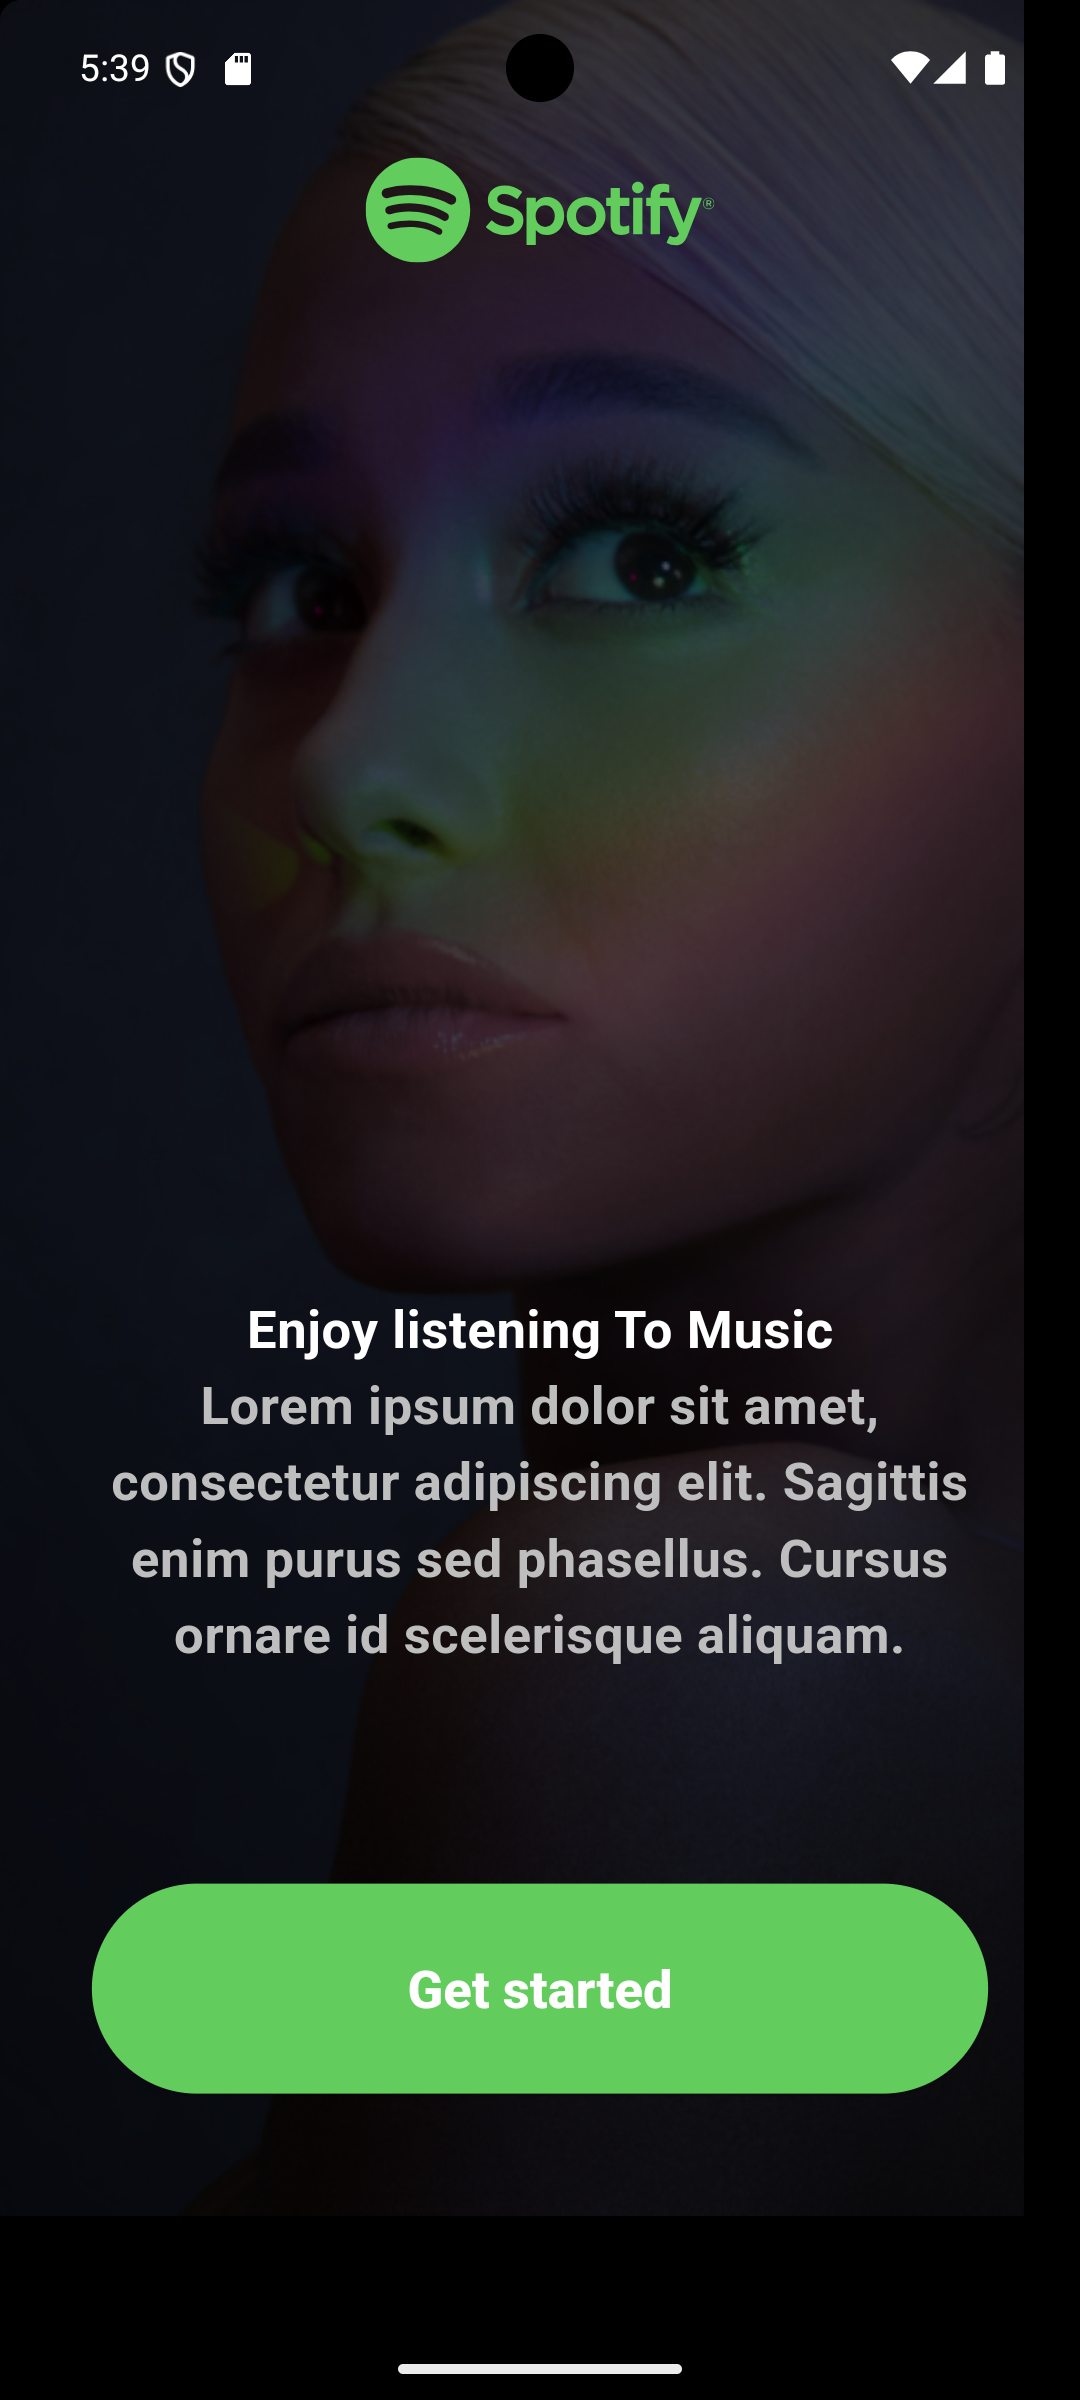 5:39
Spotify®
Enjoy listening To Music
Lorem ipsum dolor sit amet,
consectetur adipiscing elit. Sagittis
enim purus sed phasellus. Cursus
ornare id scelerisque aliquam.
Get started